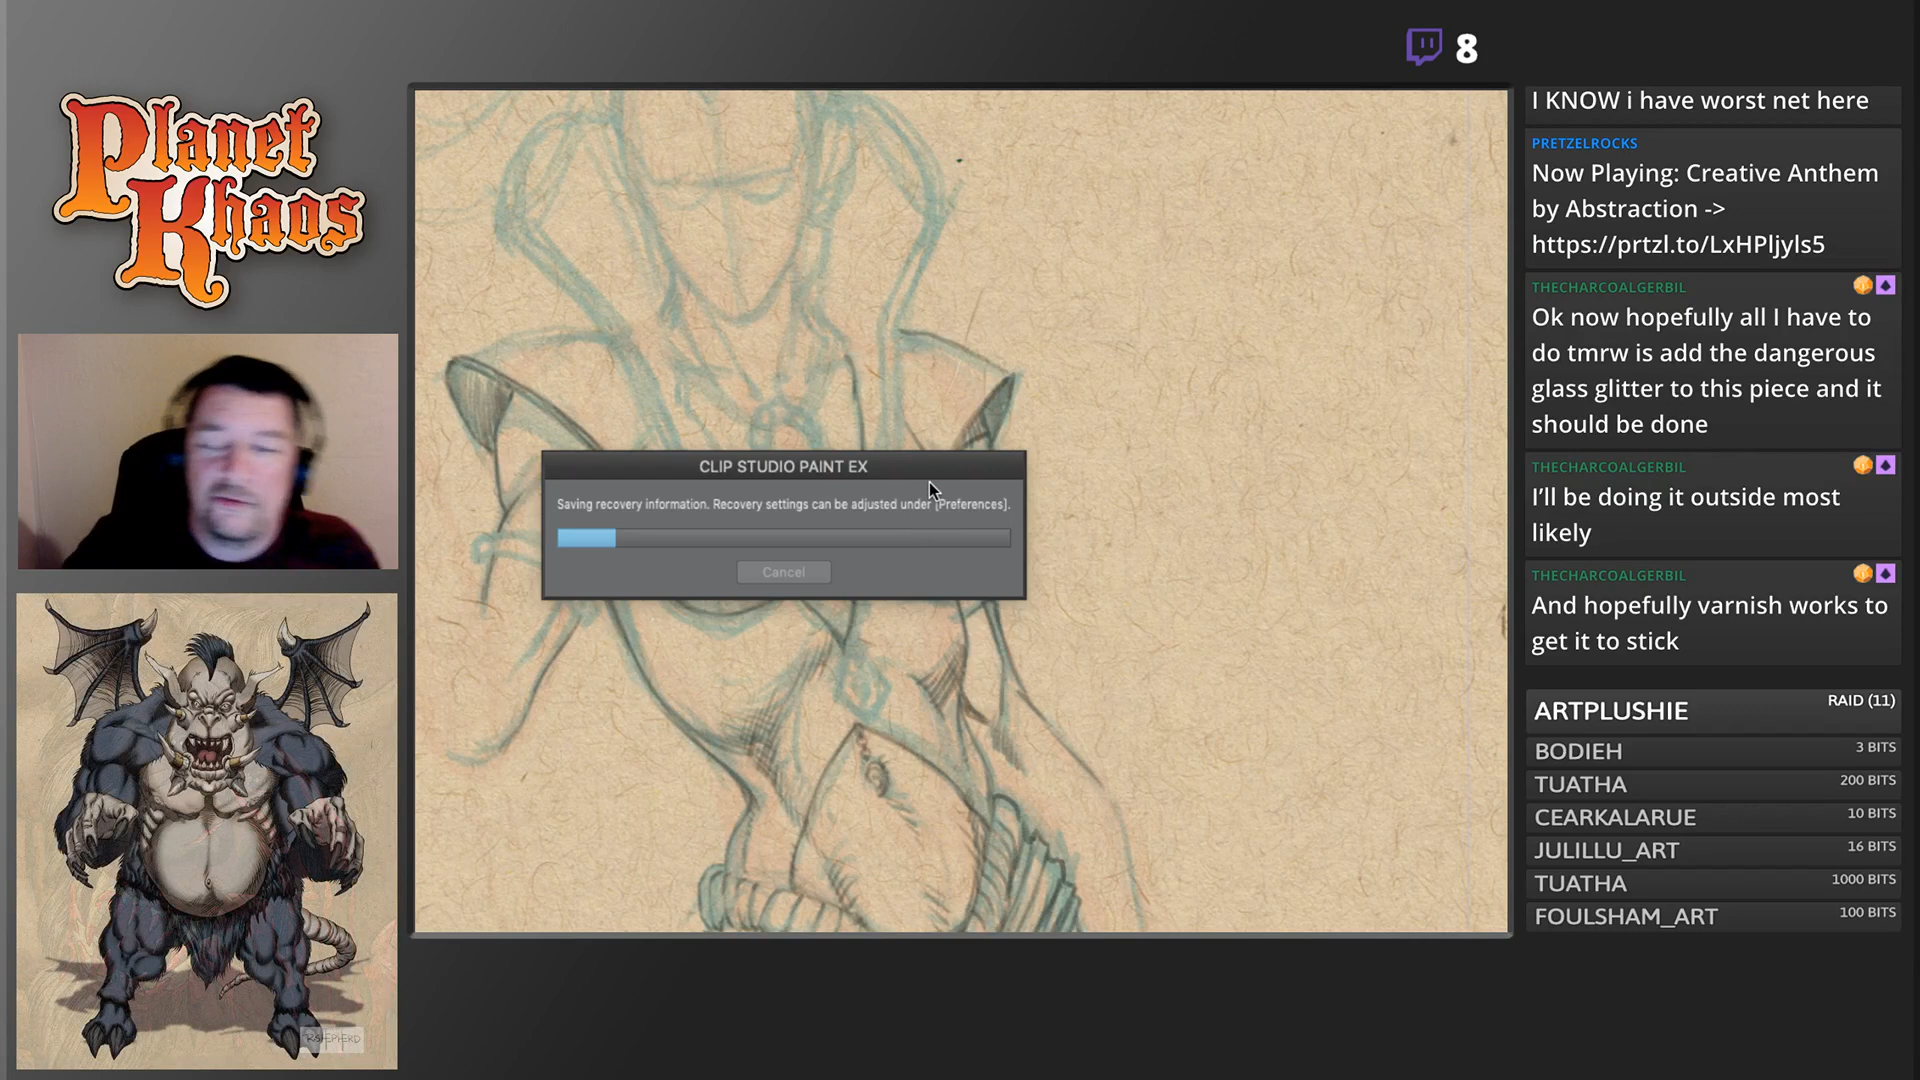 8
Planet
Khaos
I KNOW i have worst net here
PRETZELROCKS
Now Playing: Creative Anthem
by Abstraction ->
https://prtzl.to/LxHPljyls5
THECHARCOALGERBIL
Ok now hopefully all I have to
do tmrw is add the dangerous
glass glitter to this piece and it
should be done
THECHARCOALGERBIL
I'll be doing it outside most
likely
THECHARCOALGERBIL
And hopefully varnish works to
get it to stick
CLIP STUDIO PAINT EX
Saving recovery information. Recovery settings can be adjusted under [Preferences].
Cancel
ARTPLUSHIE RAID (11)
BODIEH 3 BITS
TUATHA 200 BITS
CEARKALARUE 10 BITS
JULILLU_ART 16 BITS
TUATHA 1000 BITS
FOULSHAM_ART 100 BITS
R.SHEPHERD